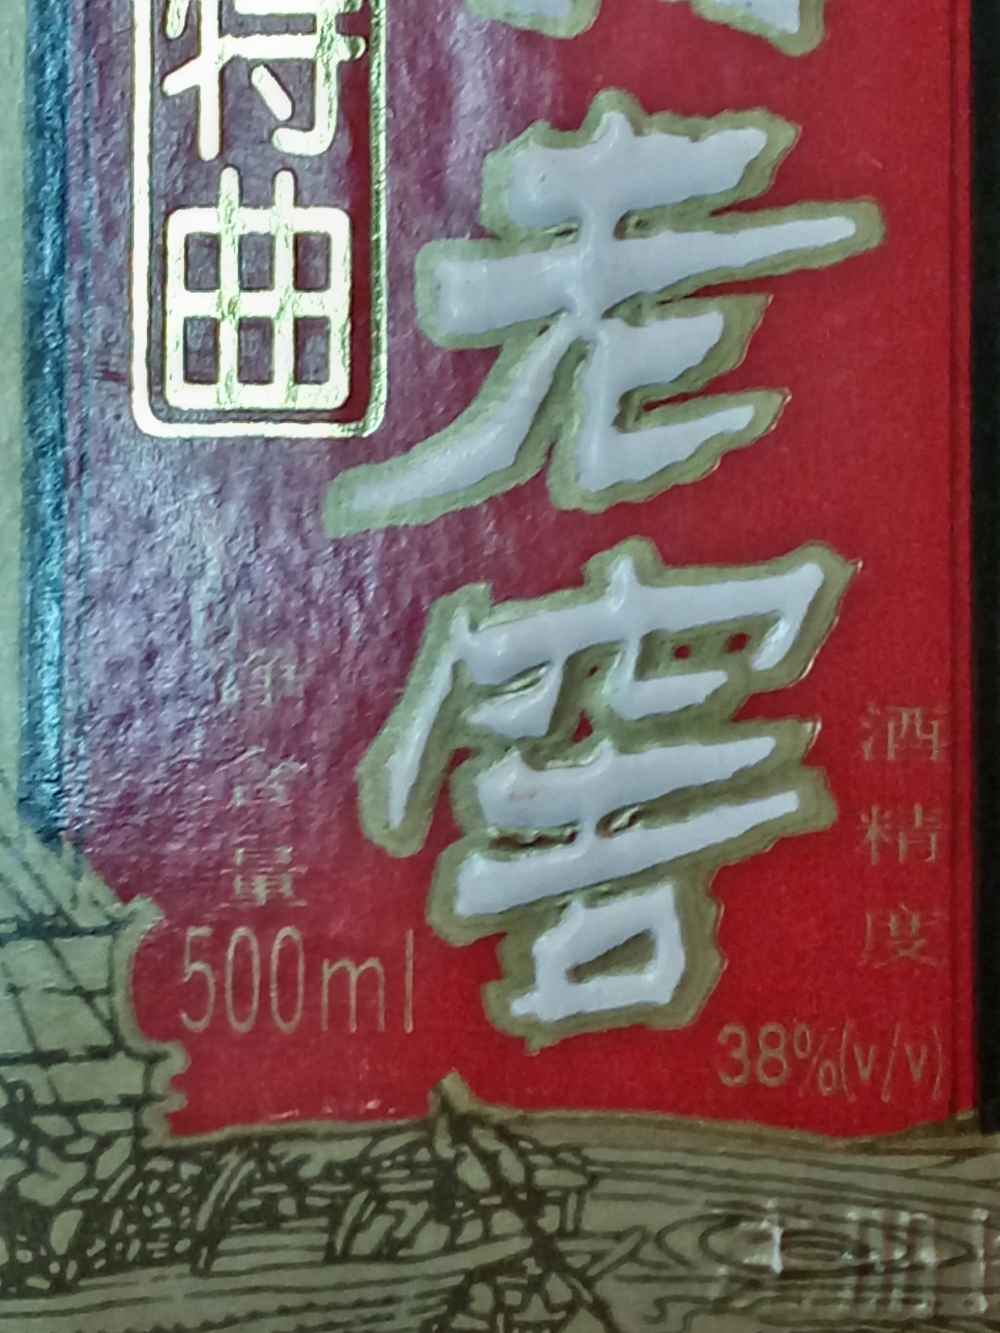 特曲
老窖
净含量
500ml
酒精度
38%(v/v)